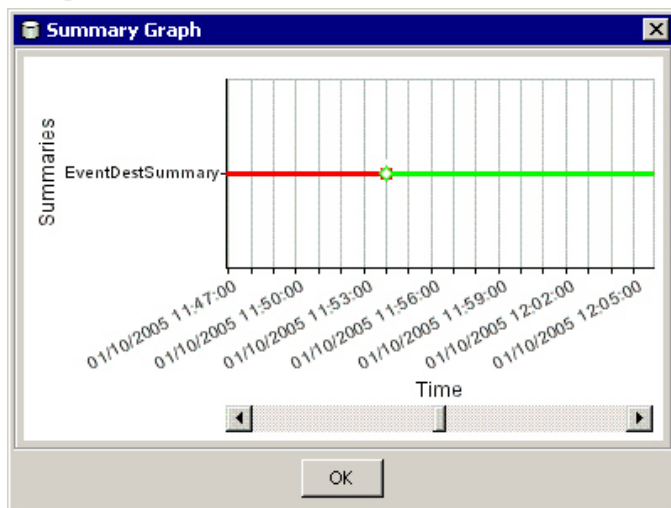 Summary Graph
Summaries
EventDestSummary
01/10/2005 11:47:00
01/10/2005 11:50:00
01/10/2005 11:53:00
01/10/2005 11:56:00
01/10/2005 11:59:00
01/10/2005 12:02:00
01/10/2005 12:05:00
Time
OK